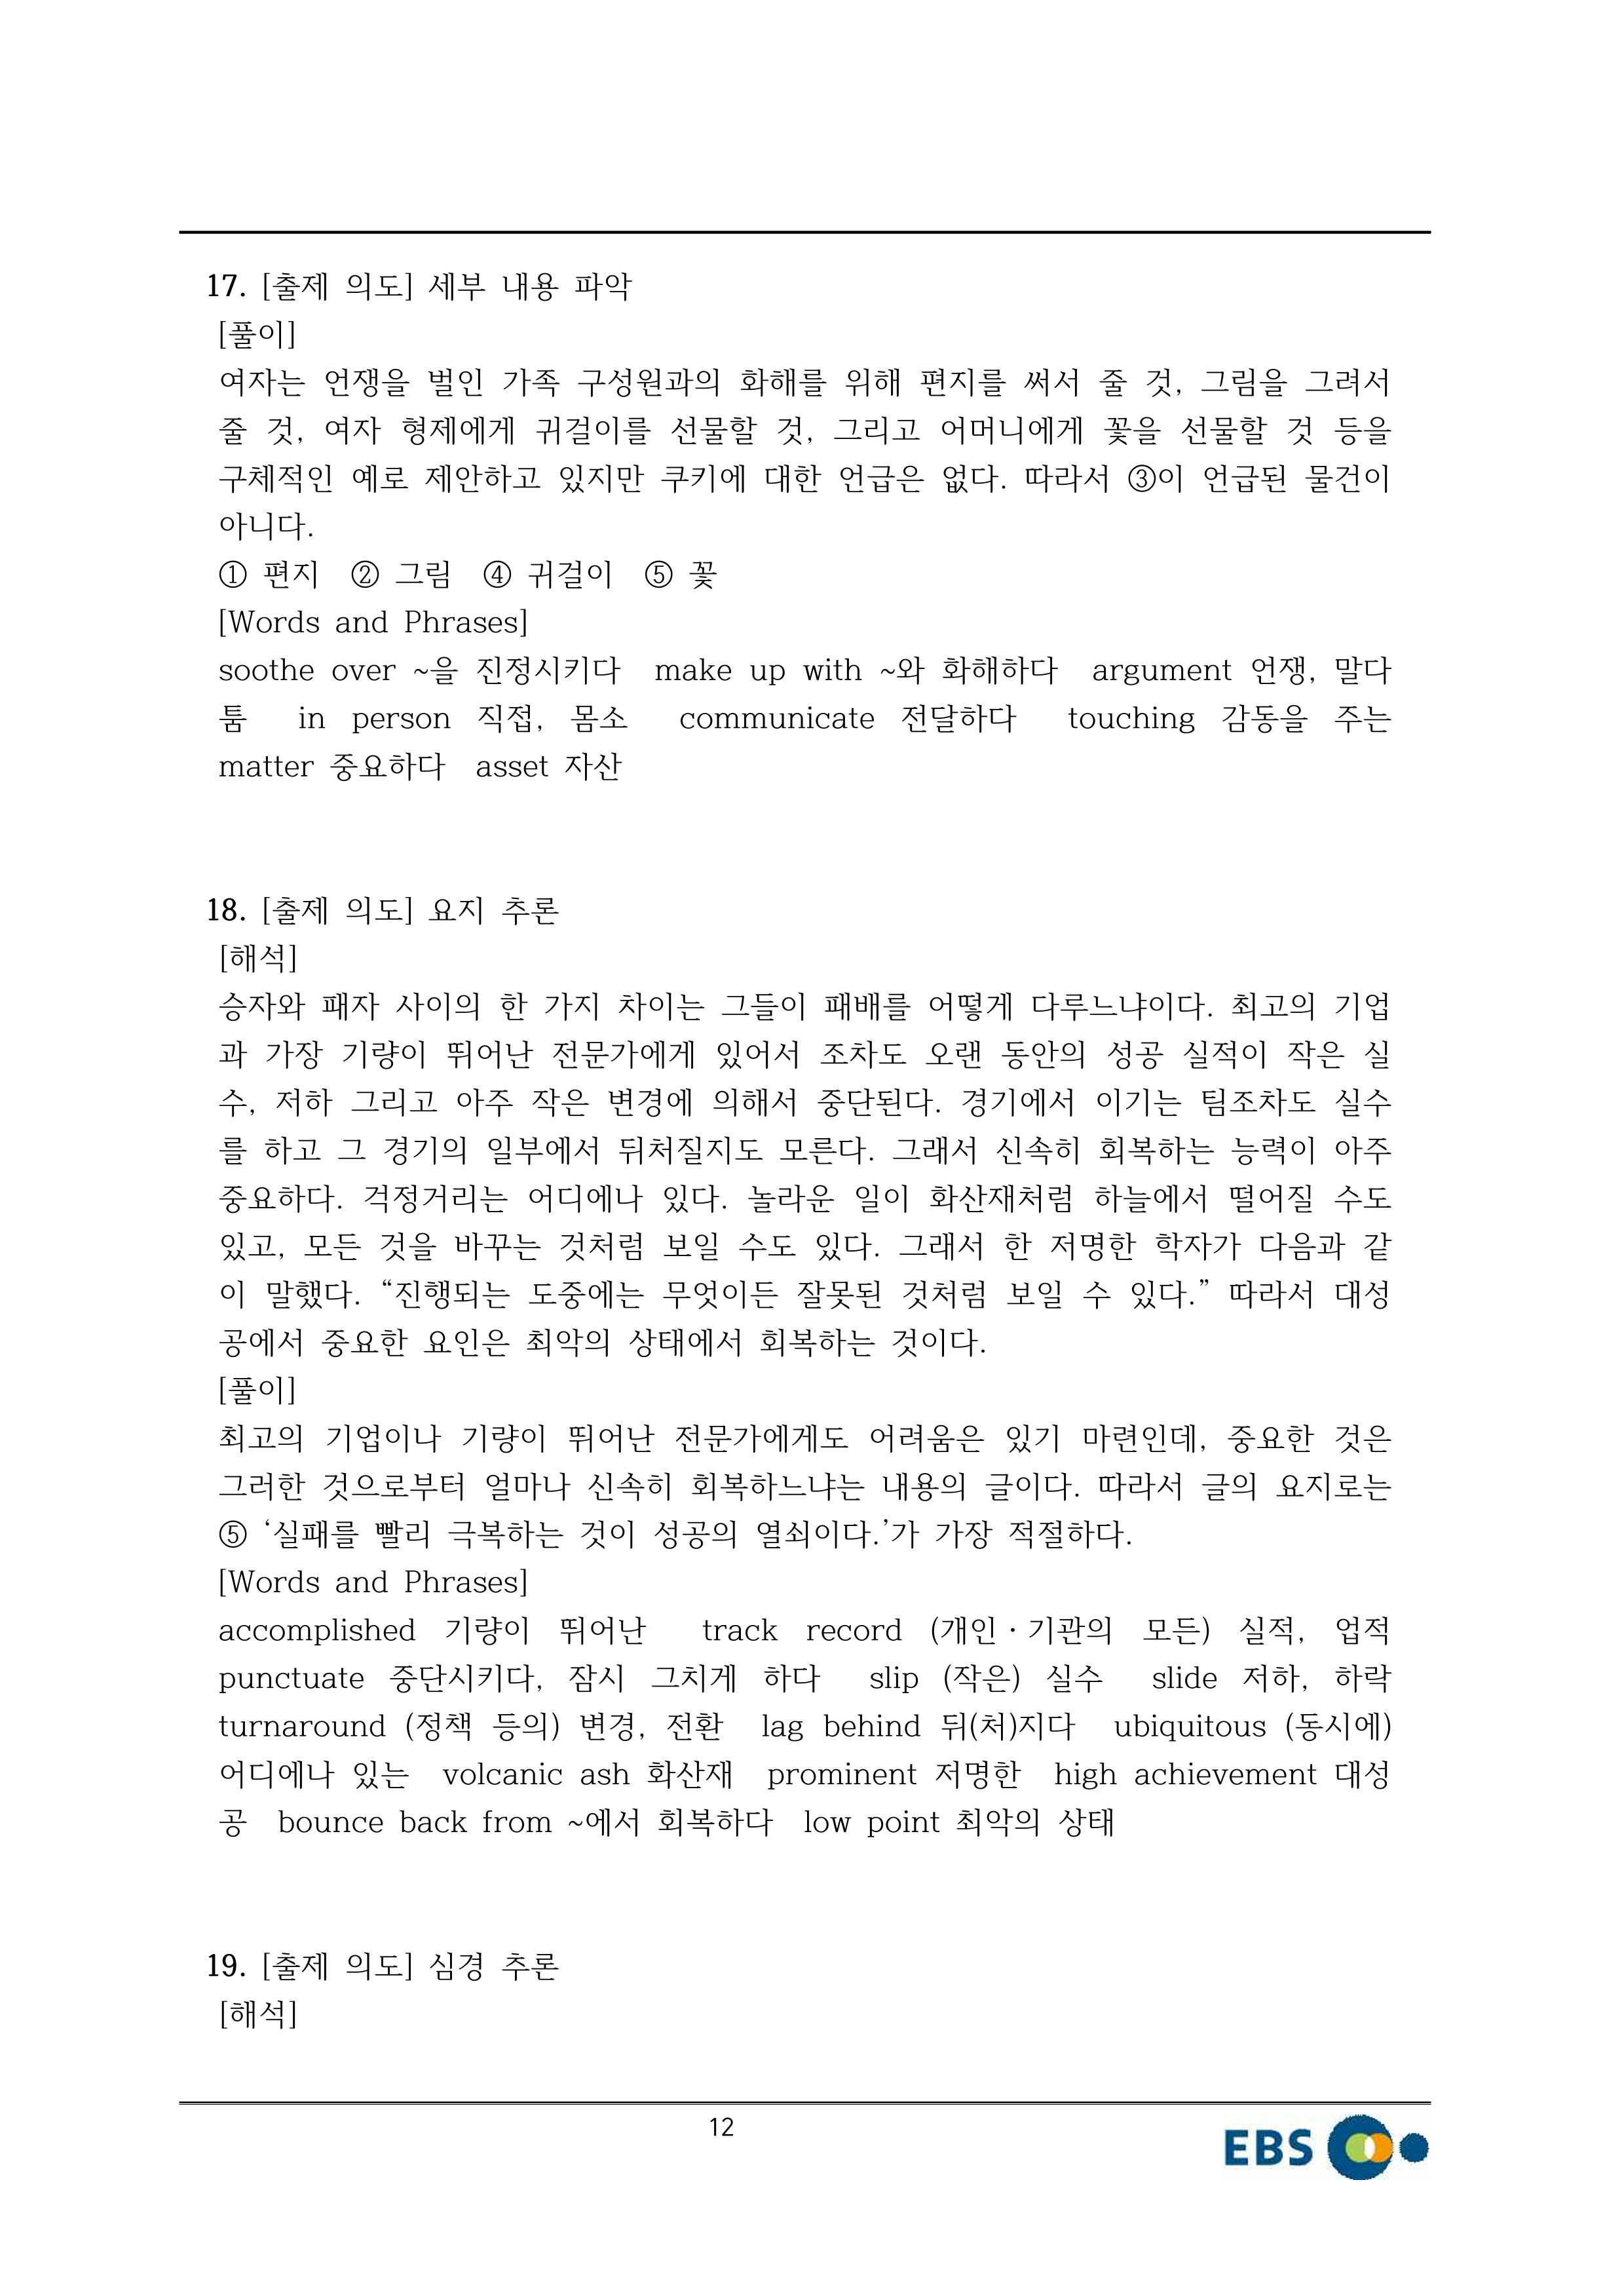 17. [출제 의도] 세부 내용 파악
[풀이]
여자는 언쟁을 벌인 가족 구성원과의 화해를 위해 편지를 써서 줄 것, 그림을 그려서
줄 것, 여자 형제에게 귀걸이를 선물할 것, 그리고 어머니에게 꽃을 선물할 것 등을
구체적인 예로 제안하고 있지만 쿠키에 대한 언급은 없다. 따라서 ③이 언급된 물건이
아니다.
① 편지 ② 그림 ④ 귀걸이 ⑤ 꽃
[Words and Phrases]
soothe over ~을 진정시키다 make up with ~와 화해하다 argument 언쟁, 말다
툼 in person 직접, 몸소 communicate 전달하다 touching 감동을 주는
matter 중요하다 asset 자산
18. [출제 의도] 요지 추론
[해석]
승자와 패자 사이의 한 가지 차이는 그들이 패배를 어떻게 다루느냐이다. 최고의 기업
과 가장 기량이 뛰어난 전문가에게 있어서 조차도 오랜 동안의 성공 실적이 작은 실
수, 저하 그리고 아주 작은 변경에 의해서 중단된다. 경기에서 이기는 팀조차도 실수
를 하고 그 경기의 일부에서 뒤처질지도 모른다. 그래서 신속히 회복하는 능력이 아주
중요하다. 걱정거리는 어디에나 있다. 놀라운 일이 화산재처럼 하늘에서 떨어질 수도
있고, 모든 것을 바꾸는 것처럼 보일 수도 있다. 그래서 한 저명한 학자가 다음과 같
이 말했다. “진행되는 도중에는 무엇이든 잘못된 것처럼 보일 수 있다.” 따라서 대성
공에서 중요한 요인은 최악의 상태에서 회복하는 것이다.
[풀이]
최고의 기업이나 기량이 뛰어난 전문가에게도 어려움은 있기 마련인데, 중요한 것은
그러한 것으로부터 얼마나 신속히 회복하느냐는 내용의 글이다. 따라서 글의 요지로는
⑤ ‘실패를 빨리 극복하는 것이 성공의 열쇠이다.’가 가장 적절하다.
[Words and Phrases]
accomplished 기량이 뛰어난 track record (개인·기관의 모든) 실적, 업적
punctuate 중단시키다, 잠시 그치게 하다 slip (작은) 실수 slide 저하, 하락
turnaround (정책 등의) 변경, 전환 lag behind 뒤(처)지다 ubiquitous (동시에)
어디에나 있는 volcanic ash 화산재 prominent 저명한 high achievement 대성
공 bounce back from ~에서 회복하다 low point 최악의 상태
19. [출제 의도] 심경 추론
[해석]
12
EBS